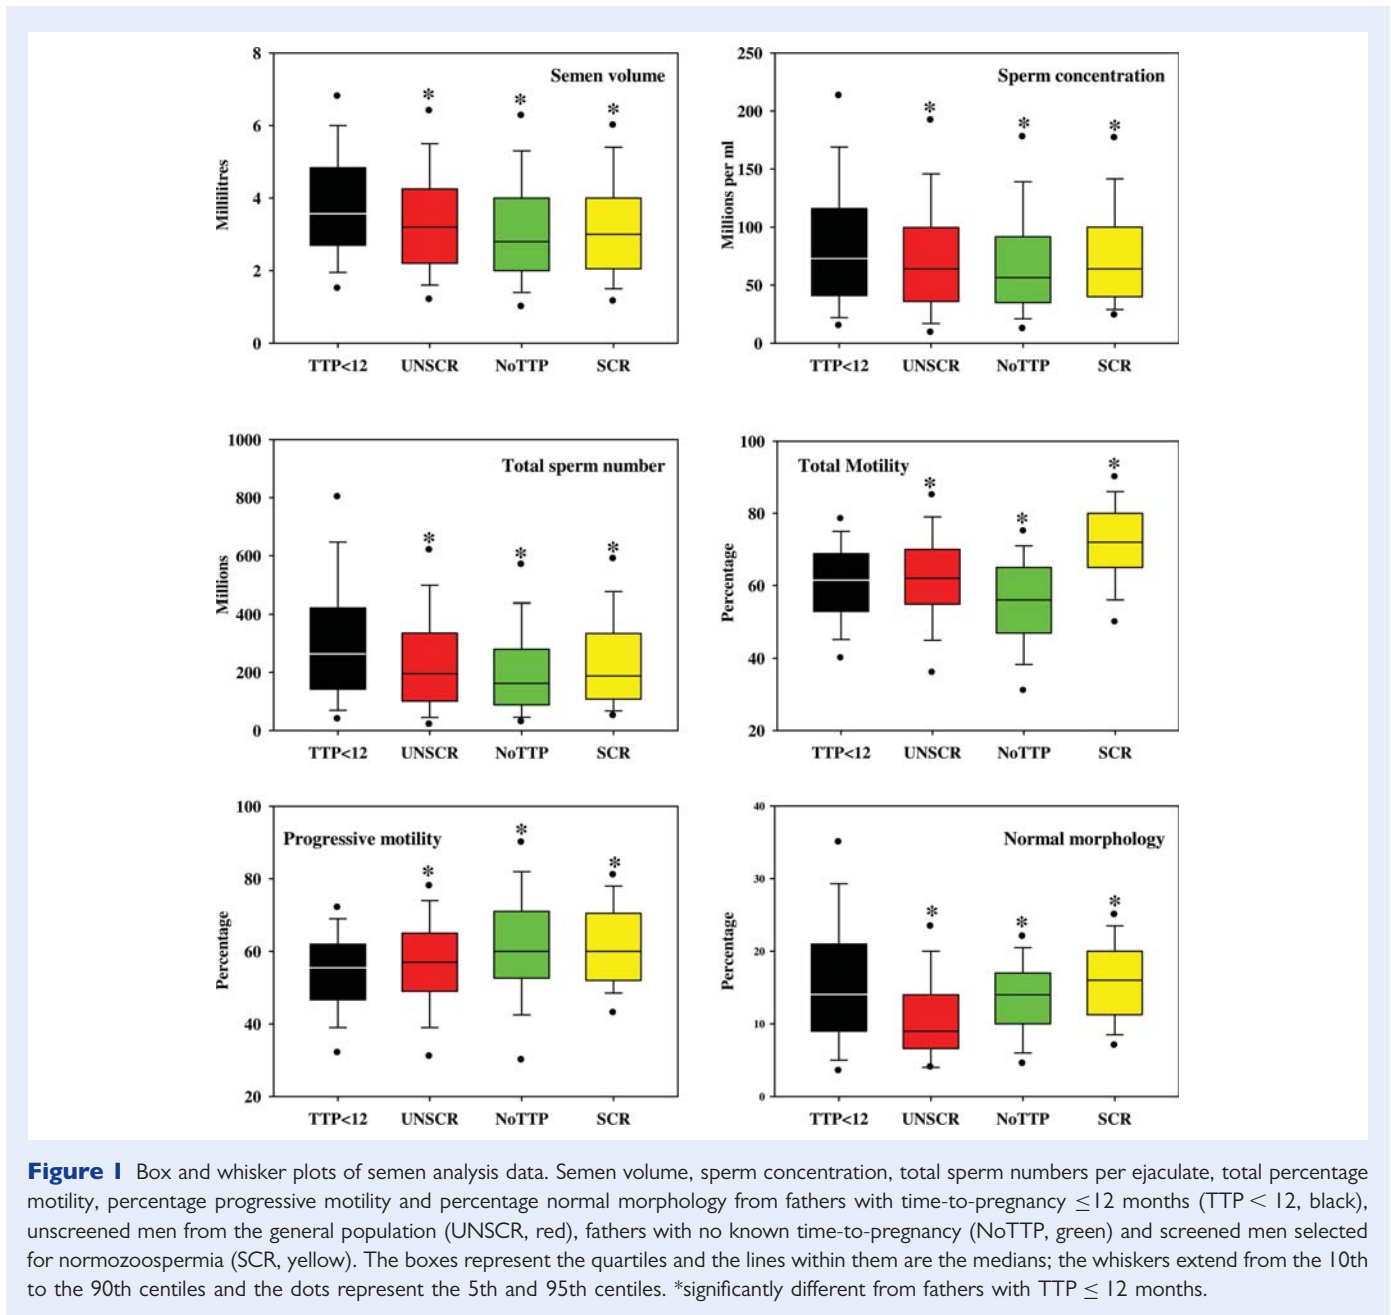 Semen volume
Millilitres
8
6
4
2
0
TTP<12 UNSCR NoTTP SCR
* * *
Sperm concentration
Millions per ml
250
200
150
100
50
0
TTP<12 UNSCR NoTTP SCR
* * *
Total sperm number
Millions
1000
800
600
400
200
0
TTP<12 UNSCR NoTTP SCR
* * *
Total Motility
Percentage
100
80
60
40
20
TTP<12 UNSCR NoTTP SCR
* * *
Progressive motility
Percentage
100
80
60
40
20
TTP<12 UNSCR NoTTP SCR
* * *
Normal morphology
Percentage
40
30
20
10
0
TTP<12 UNSCR NoTTP SCR
* * *
Figure 1 Box and whisker plots of semen analysis data. Semen volume, sperm concentration, total sperm numbers per ejaculate, total percentage
motility, percentage progressive motility and percentage normal morphology from fathers with time-to-pregnancy ≤12 months (TTP < 12, black),
unscreened men from the general population (UNSCR, red), fathers with no known time-to-pregnancy (NoTTP, green) and screened men selected
for normozoospermia (SCR, yellow). The boxes represent the quartiles and the lines within them are the medians; the whiskers extend from the 10th
to the 90th centiles and the dots represent the 5th and 95th centiles. *significantly different from fathers with TTP ≤ 12 months.